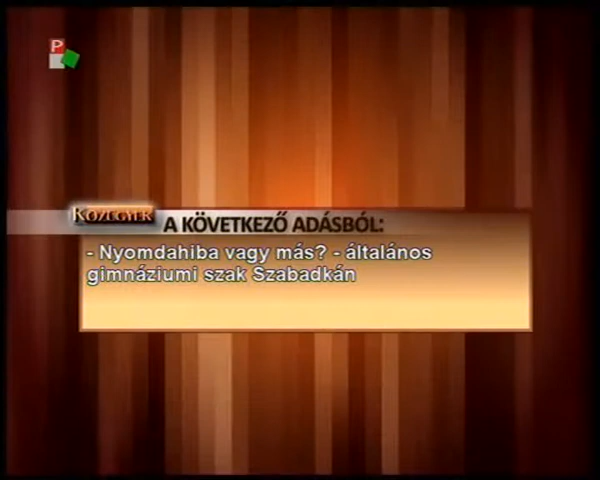 P
KÖZÜGYEK
A KÖVETKEZŐ ADÁSBÓL:
- Nyomdahiba vagy más? - általános
gimnáziumi szak Szabadkán